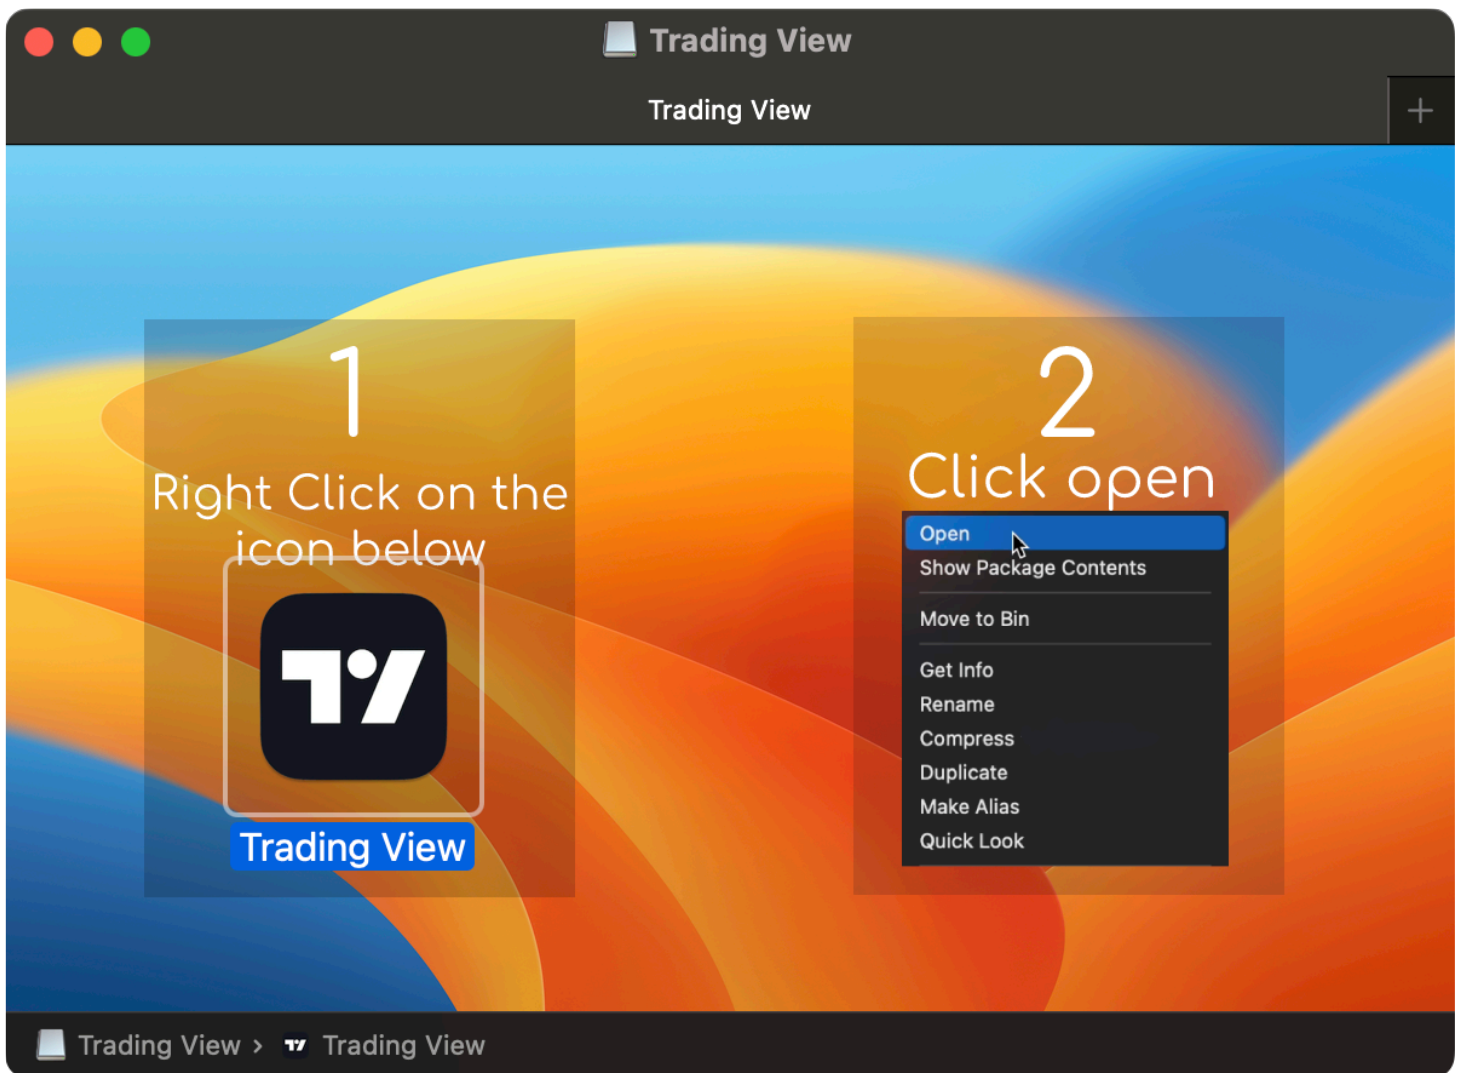 Trading View
Trading View
1
Right Click on the
icon below
Trading View
2
Click open
Open
Show Package Contents
Move to Bin
Get Info
Rename
Compress
Duplicate
Make Alias
Quick Look
Trading View › Trading View